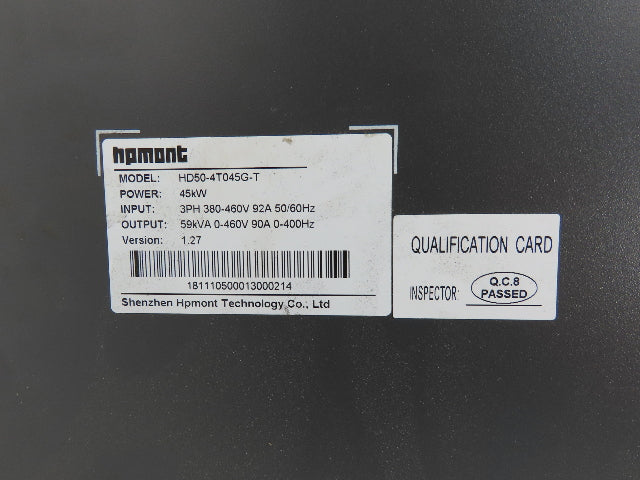 hpmont
MODEL: HD50-4T045G-T
POWER: 45kW
INPUT: 3PH 380-460V 92A 50/60Hz
OUTPUT: 59kVA 0-460V 90A 0-400Hz
Version: 1.27
181110500013000214
Shenzhen Hpmont Technology Co., Ltd
QUALIFICATION CARD
INSPECTOR: Q.C.8
PASSED